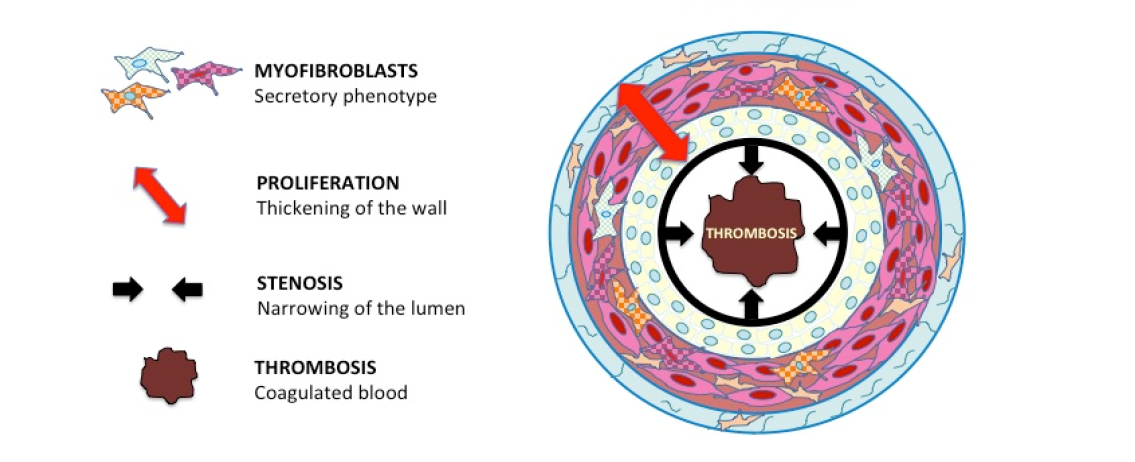 MYOFIBROBLASTS
Secretory phenotype
PROLIFERATION
Thickening of the wall
STENOSIS
Narrowing of the lumen
THROMBOSIS
Coagulated blood
THROMBOSIS